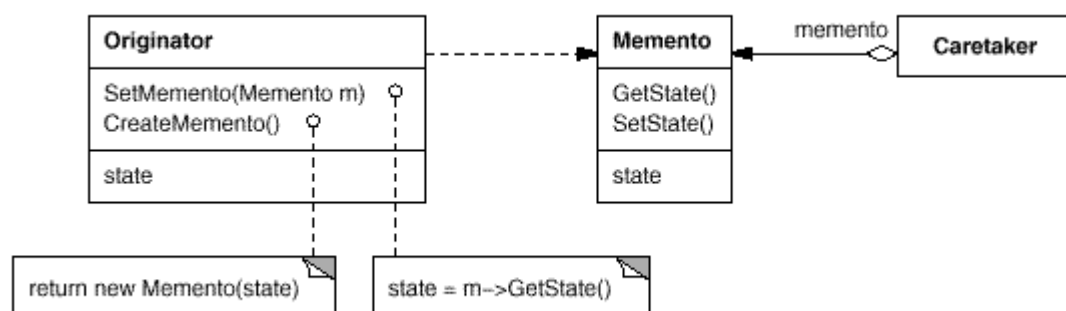 Originator
SetMemento(Memento m)
CreateMemento()
state
Memento
GetState()
SetState()
state
memento
Caretaker
return new Memento(state)
state = m->GetState()